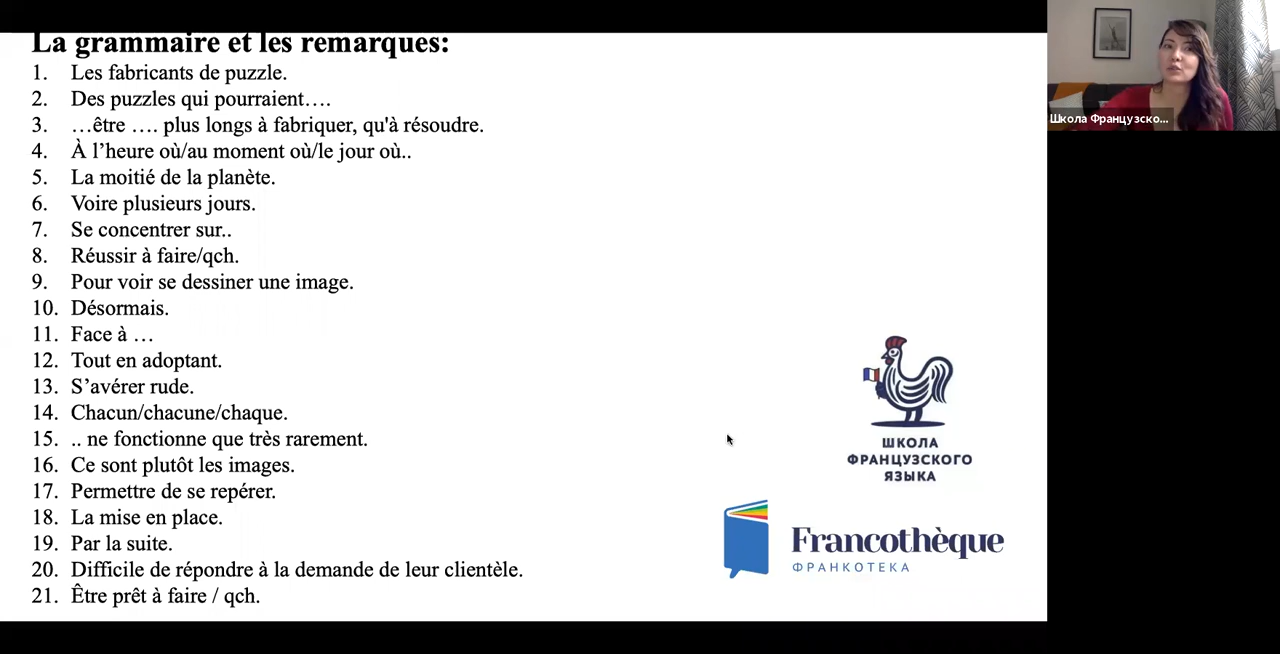 La grammaire et les remarques:
1. Les fabricants de puzzle.
2. Des puzzles qui pourraient….
3. …être …. plus longs à fabriquer, qu'à résoudre.
4. À l’heure où/au moment où/le jour où..
5. La moitié de la planète.
6. Voire plusieurs jours.
7. Se concentrer sur..
8. Réussir à faire/qch.
9. Pour voir se dessiner une image.
10. Désormais.
11. Face à …
12. Tout en adoptant.
13. S’avérer rude.
14. Chacun/chacune/chaque.
15. .. ne fonctionne que très rarement.
16. Ce sont plutôt les images.
17. Permettre de se repérer.
18. La mise en place.
19. Par la suite.
20. Difficile de répondre à la demande de leur clientèle.
21. Être prêt à faire / qch.
ШКОЛА
ФРАНЦУЗСКОГО
ЯЗЫКА
Francothèque
ФРАНКОТЕКА
Школа Французско...